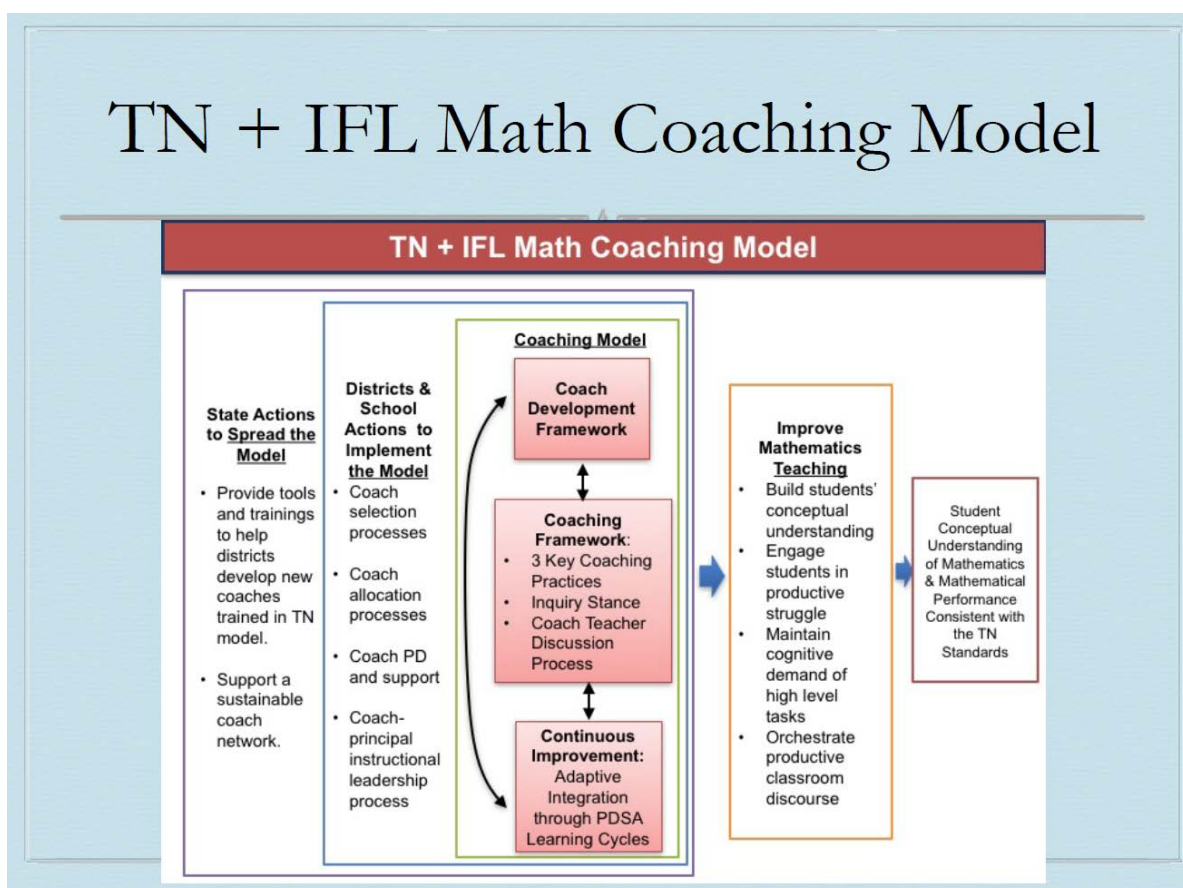 TN + IFL Math Coaching Model
TN + IFL Math Coaching Model
State Actions
to Spread the
Model
• Provide tools
and trainings
to help
districts
develop new
coaches
trained in TN
model.
• Support a
sustainable
coach
network.
Districts &
School
Actions to
Implement
the Model
• Coach
selection
processes
• Coach
allocation
processes
• Coach PD
and support
• Coach-
principal
instructional
leadership
process
Coaching Model
Coach
Development
Framework
Coaching
Framework:
• 3 Key Coaching
Practices
• Inquiry Stance
• Coach Teacher
Discussion
Process
Continuous
Improvement:
Adaptive
Integration
through PDSA
Learning Cycles
Improve
Mathematics
Teaching
• Build students’
conceptual
understanding
• Engage
students in
productive
struggle
• Maintain
cognitive
demand of
high level
tasks
• Orchestrate
productive
classroom
discourse
Student
Conceptual
Understanding
of Mathematics
& Mathematical
Performance
Consistent with
the TN
Standards